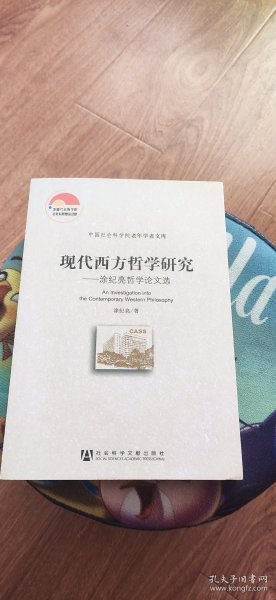 中国社会科学院老年学者文库
现代西方哲学研究
——涂纪亮哲学论文选
An Investigation into
the Contemporary Western Philosophy
涂纪亮/著
CASS
社会科学文献出版社
SOCIAL SCIENCES ACADEMIC PRESS(CHINA)
孔夫子旧书网